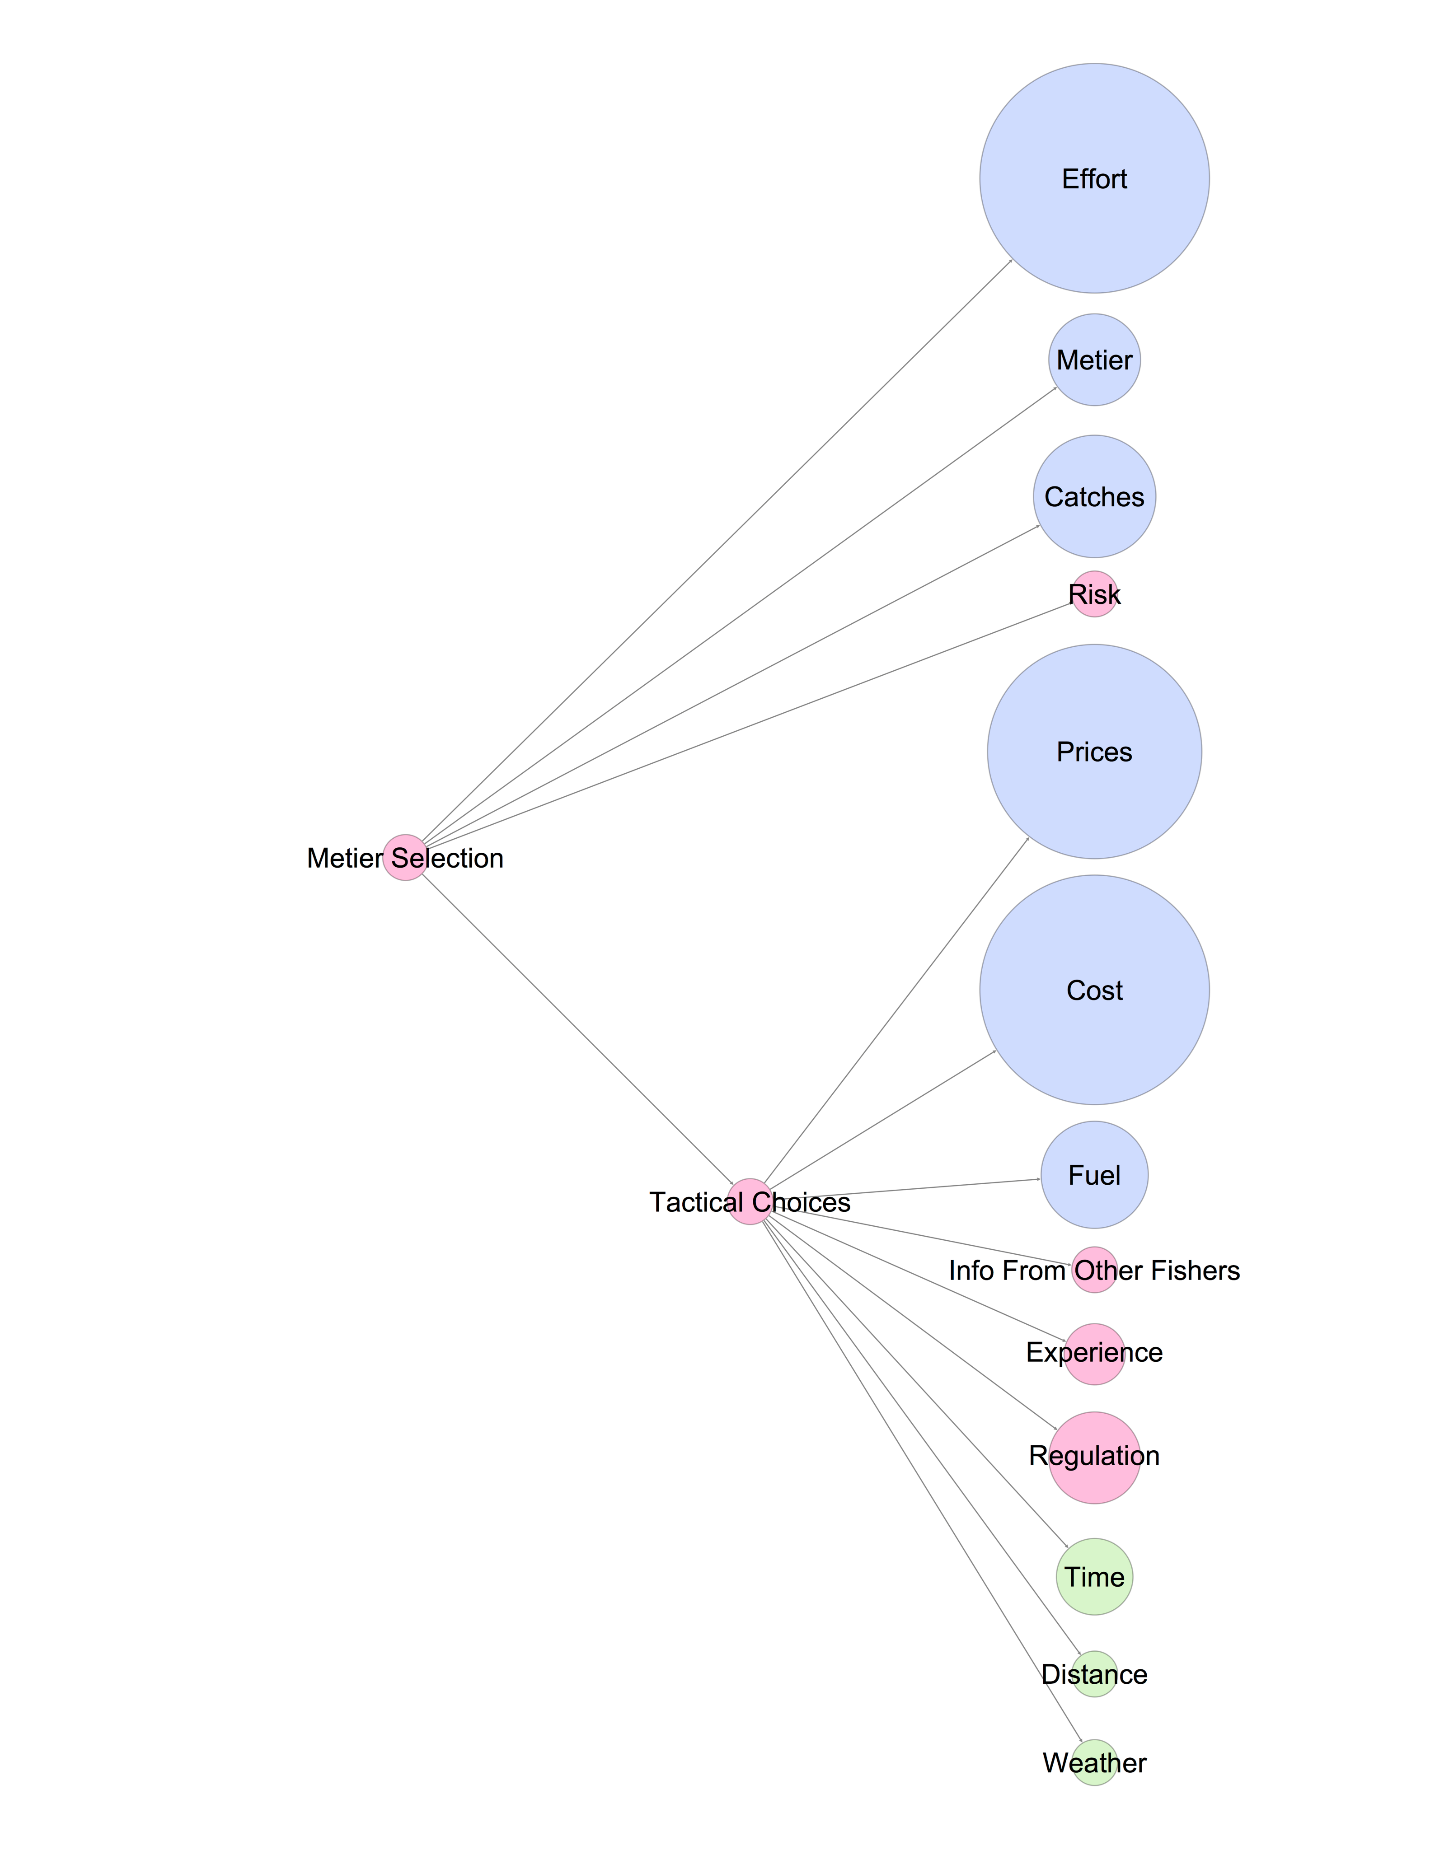 Effort
Metier
Catches
Risk
Prices
Metier Selection
Cost
Fuel
Tactical Choices
Info From Other Fishers
Experience
Regulation
Time
Distance
Weather